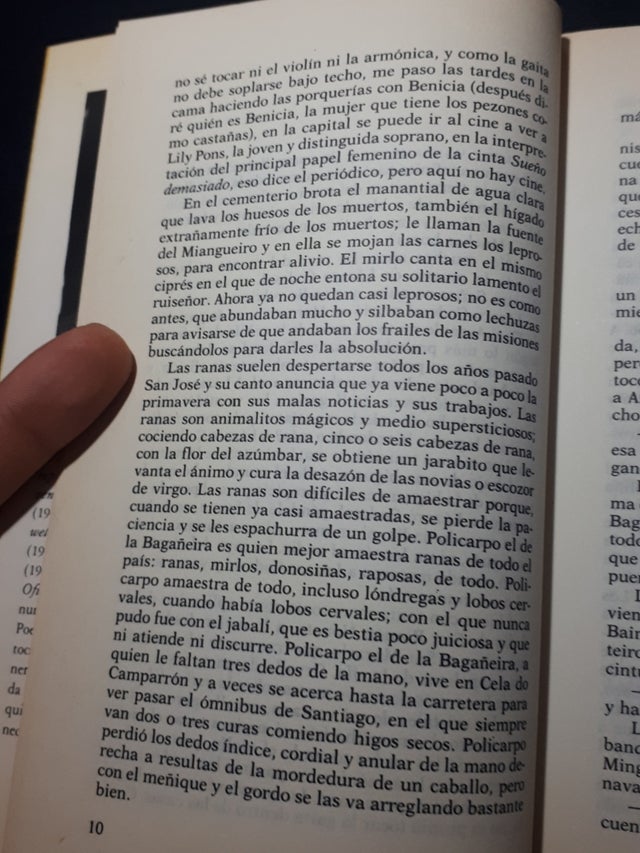 no sé tocar ni el violín ni la armónica, y como la gaita
no debe soplarse bajo techo, me paso las tardes en la
cama haciendo las porquerías con Benicia (después di-
ré quién es Benicia, la mujer que tiene los pezones co-
mo castañas), en la capital se puede ir al cine a ver a
Lily Pons, la joven y distinguida soprano, en la interpre-
tación del principal papel femenino de la cinta Sueño
demasiado, eso dice el periódico, pero aquí no hay cine.
En el cementerio brota el manantial de agua clara
que lava los huesos de los muertos, también el hígado
extrañamente frío de los muertos; le llaman la fuente
del Miangueiro y en ella se mojan las carnes los lepro-
sos, para encontrar alivio. El mirlo canta en el mismo
ciprés en el que de noche entona su solitario lamento el
ruiseñor. Ahora ya no quedan casi leprosos; no es como
antes, que abundaban mucho y silbaban como lechuzas
para avisarse de que andaban los frailes de las misiones
buscándolos para darles la absolución.
Las ranas suelen despertarse todos los años pasado
San José y su canto anuncia que ya viene poco a poco la
primavera con sus malas noticias y sus trabajos. Las
ranas son animalitos mágicos y medio supersticiosos;
cociendo cabezas de rana, cinco o seis cabezas de rana,
con la flor del azúmbar, se obtiene un jarabito que le-
vanta el ánimo y cura la desazón de las novias o escozor
de virgo. Las ranas son difíciles de amaestrar porque,
cuando se tienen ya casi amaestradas, se pierde la pa-
ciencia y se les espachurra de un golpe. Policarpo el de
la Bagañeira es quien mejor amaestra ranas de todo el
país: ranas, mirlos, donosiñas, raposas, de todo. Poli-
carpo amaestra de todo, incluso lóndregas y lobos cer-
vales, cuando había lobos cervales; con el que nunca
pudo fue con el jabalí, que es bestia poco juiciosa y que
ni atiende ni discurre. Policarpo el de la Bagañeira, a
quien le faltan tres dedos de la mano, vive en Cela do
Camparrón y a veces se acerca hasta la carretera para
ver pasar el ómnibus de Santiago, en el que siempre
van dos o tres curas comiendo higos secos. Policarpo
perdió los dedos índice, cordial y anular de la mano de-
recha a resultas de la mordedura de un caballo, pero
con el meñique y el gordo se las va arreglando bastante
bien.
10